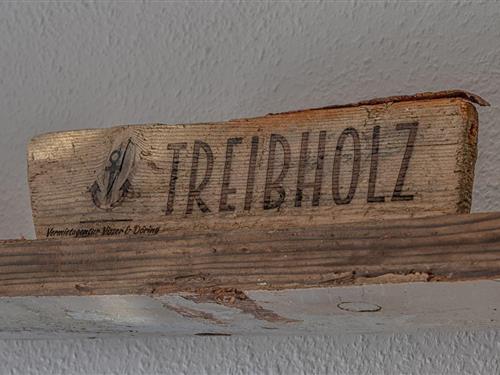 TREIBHOLZ
Vermietagentur Visser & Döring